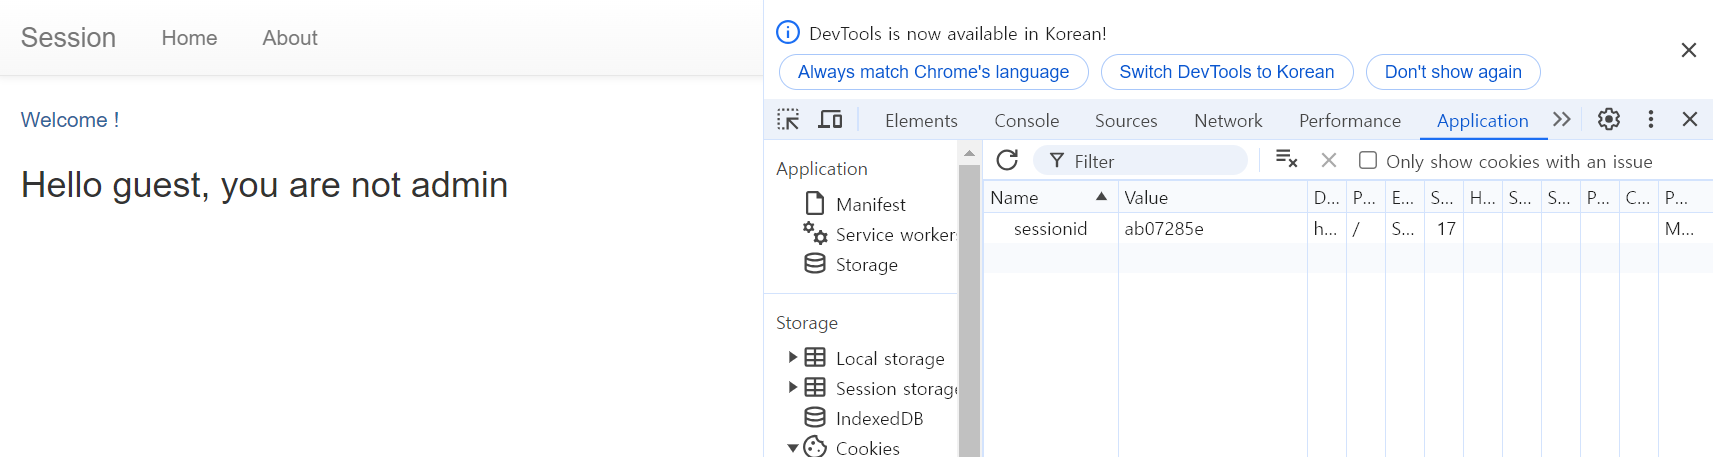 Session Home About
Welcome !
Hello guest, you are not admin
DevTools is now available in Korean!
Always match Chrome's language Switch DevTools to Korean Don't show again
Elements Console Sources Network Performance Application
Application
Manifest
Service worker
Storage
Storage
Local storage
Session storage
IndexedDB
Cookies
Filter Only show cookies with an issue
Name Value D... P... E... S... H... S... S... P... C... P...
sessionid ab07285e h... / S... 17 M...